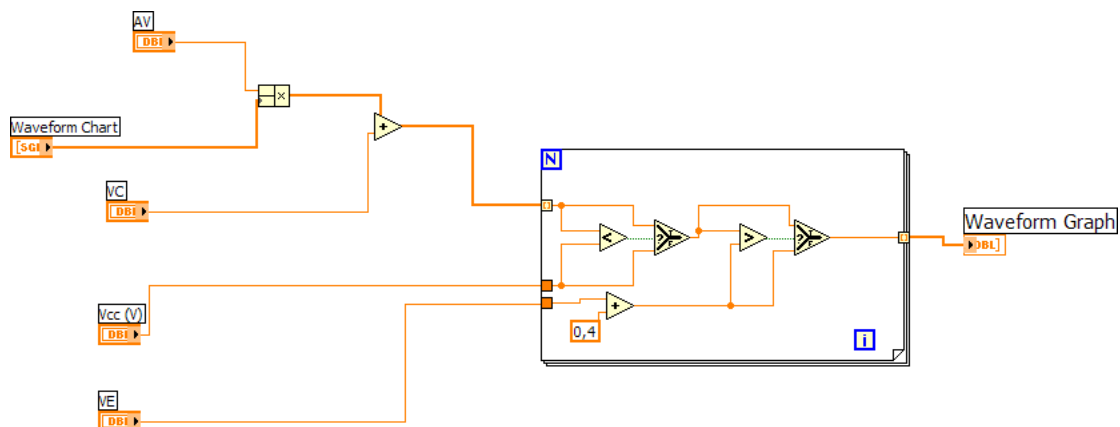 AV
DBl
×
Waveform Chart
[SGl
+
VC
DBl
N
<
?
T
F
>
?
T
F
Waveform Graph
DBL]
Vcc (V)
DBl
+
0,4
i
VE
DBl